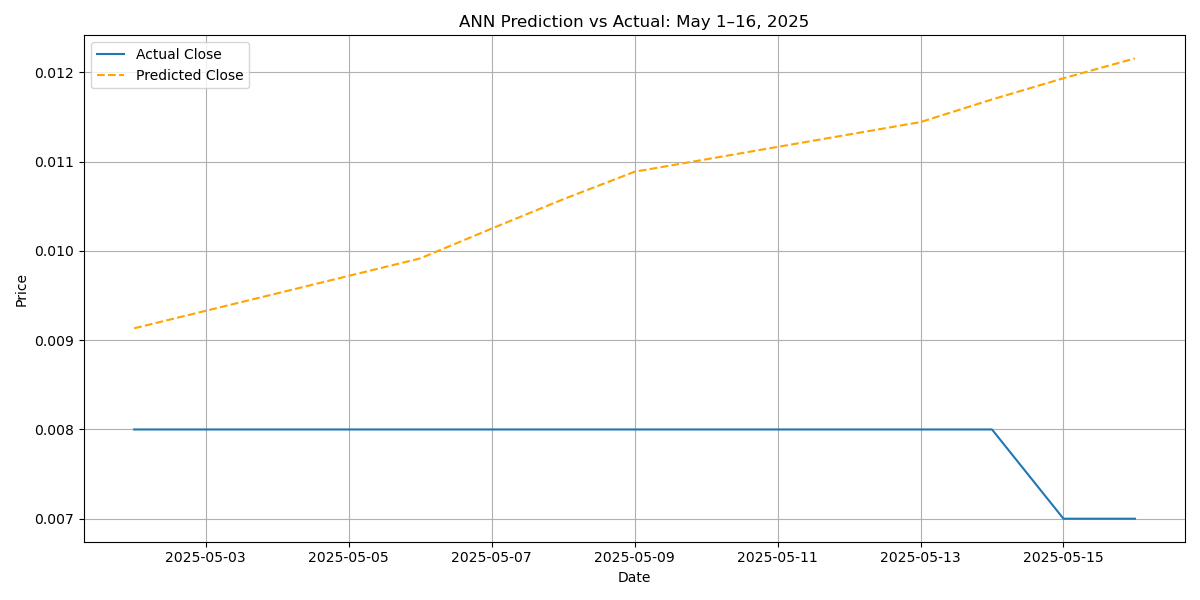 ANN Prediction vs Actual: May 1–16, 2025
Actual Close
Predicted Close
Price
0.012
0.011
0.010
0.009
0.008
0.007
2025-05-03 2025-05-05 2025-05-07 2025-05-09 2025-05-11 2025-05-13 2025-05-15
Date